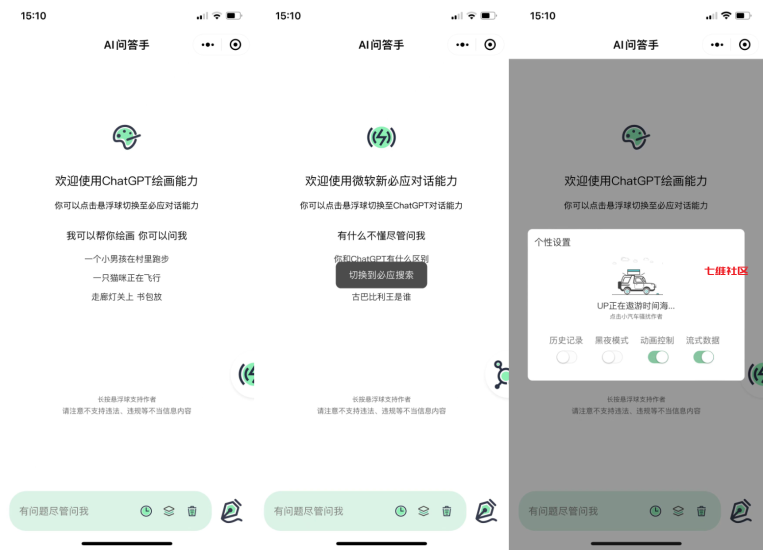 15:10
AI问答手
欢迎使用ChatGPT绘画能力
你可以点击悬浮球切换至必应对话能力
我可以帮你绘画 你可以问我
一个小男孩在村里跑步
一只猫咪正在飞行
走廊灯关上 书包放
长按悬浮球支持作者
请注意不支持违法、违规等不当信息内容
有问题尽管问我
15:10
AI问答手
欢迎使用微软新必应对话能力
你可以点击悬浮球切换至ChatGPT对话能力
有什么不懂尽管问我
你和ChatGPT有什么区别
切换到必应搜索
古巴比利王是谁
长按悬浮球支持作者
请注意不支持违法、违规等不当信息内容
有问题尽管问我
15:10
AI问答手
欢迎使用ChatGPT绘画能力
你可以点击悬浮球切换至必应对话能力
个性设置
七娃社区
UP正在遨游时间海...
点击小汽车骚扰作者
历史记录 黑夜模式 动画控制 流式数据
长按悬浮球支持作者
请注意不支持违法、违规等不当信息内容
有问题尽管问我